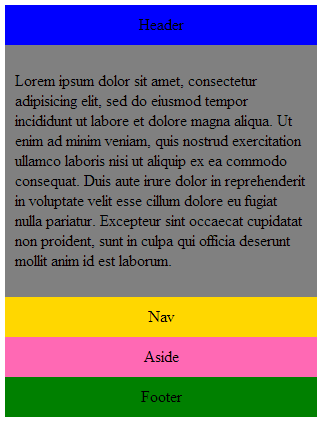 Header
Lorem ipsum dolor sit amet, consectetur
adipisicing elit, sed do eiusmod tempor
incididunt ut labore et dolore magna aliqua. Ut
enim ad minim veniam, quis nostrud exercitation
ullamco laboris nisi ut aliquip ex ea commodo
consequat. Duis aute irure dolor in reprehenderit
in voluptate velit esse cillum dolore eu fugiat
nulla pariatur. Excepteur sint occaecat cupidatat
non proident, sunt in culpa qui officia deserunt
mollit anim id est laborum.
Nav
Aside
Footer